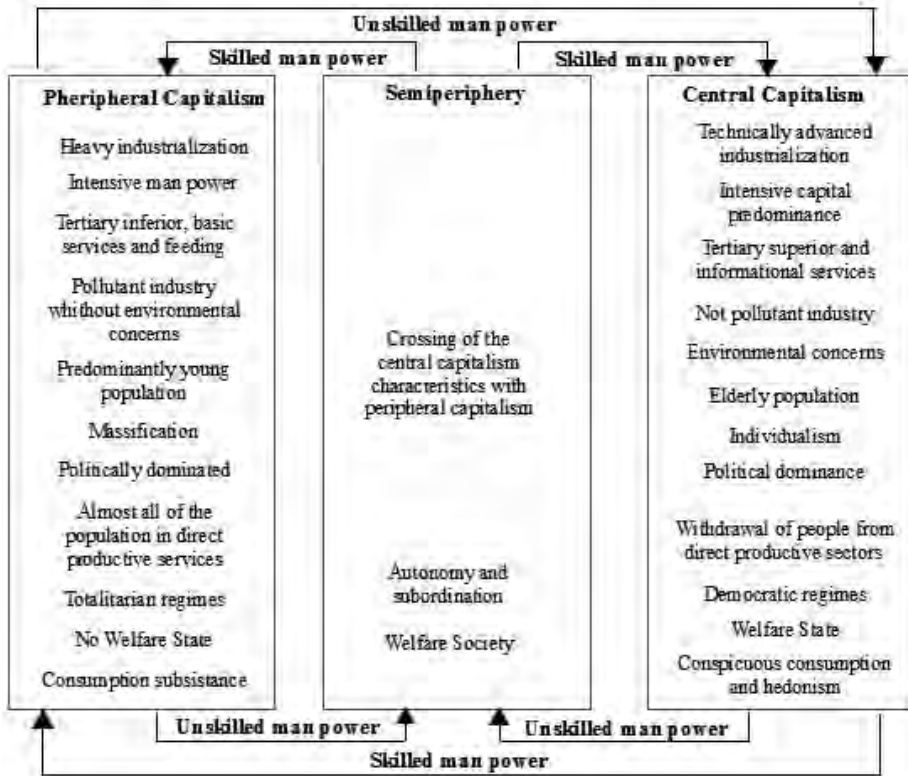 Unskilled man power
Skilled man power
Skilled man power
Pheripheral Capitalism
Heavy industrialization
Intensive man power
Tertiary inferior, basic
services and feeding
Pollutant industry
whithout environmental
concerns
Predominantly young
population
Massification
Politically dominated
Almost all of the
population in direct
productive services
Totalitarian regimes
No Welfare State
Consumption subsistance
Semiperiphery
Crossing of the
central capitalism
characteristics with
peripheral capitalism
Autonomy and
subordination
Welfare Society
Central Capitalism
Technically advanced
industrialization
Intensive capital
predominance
Tertiary superior and
informational services
Not pollutant industry
Environmental concerns
Elderly population
Individualism
Political dominance
Withdrawal of people from
direct productive sectors
Democratic regimes
Welfare State
Conspicuous consumption
and hedonism
Unskilled man power
Unskilled man power
Skilled man power